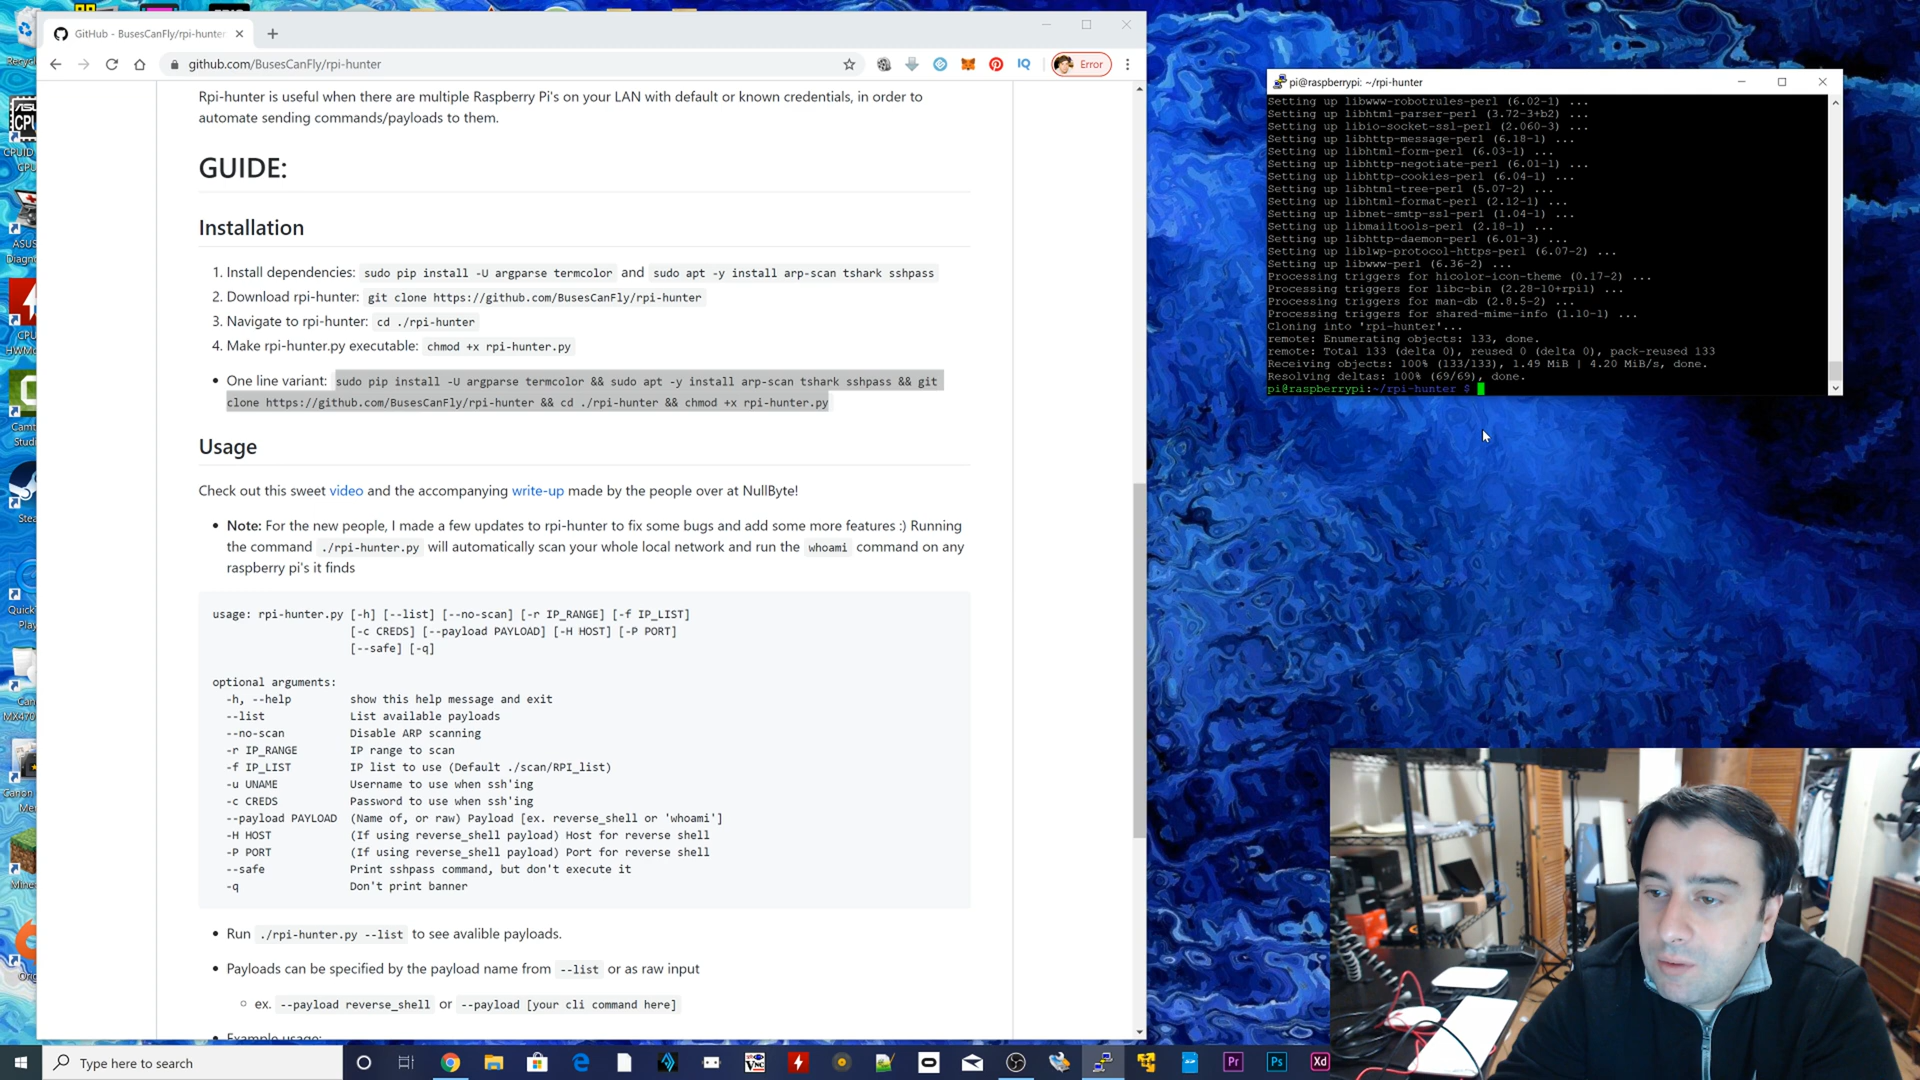 GitHub - BusesCanFly/rpi-hunter
github.com/BusesCanFly/rpi-hunter
Error
Rpi-hunter is useful when there are multiple Raspberry Pi's on your LAN with default or known credentials, in order to
automate sending commands/payloads to them.
GUIDE:
Installation
1. Install dependencies: sudo pip install -U argparse termcolor and sudo apt -y install arp-scan tshark sshpass
2. Download rpi-hunter: git clone https://github.com/BusesCanFly/rpi-hunter
3. Navigate to rpi-hunter: cd ./rpi-hunter
4. Make rpi-hunter.py executable: chmod +x rpi-hunter.py
• One line variant: sudo pip install -U argparse termcolor && sudo apt -y install arp-scan tshark sshpass && git
clone https://github.com/BusesCanFly/rpi-hunter && cd ./rpi-hunter && chmod +x rpi-hunter.py
Usage
Check out this sweet video and the accompanying write-up made by the people over at NullByte!
• Note: For the new people, I made a few updates to rpi-hunter to fix some bugs and add some more features :) Running
the command ./rpi-hunter.py will automatically scan your whole local network and run the whoami command on any
raspberry pi's it finds
usage: rpi-hunter.py [-h] [--list] [--no-scan] [-r IP_RANGE] [-f IP_LIST]
[-c CREDS] [--payload PAYLOAD] [-H HOST] [-P PORT]
[--safe] [-q]
optional arguments:
-h, --help show this help message and exit
--list List available payloads
--no-scan Disable ARP scanning
-r IP_RANGE IP range to scan
-f IP_LIST IP list to use (Default ./scan/RPI_list)
-u UNAME Username to use when ssh'ing
-c CREDS Password to use when ssh'ing
--payload PAYLOAD (Name of, or raw) Payload [ex. reverse_shell or 'whoami']
-H HOST (If using reverse_shell payload) Host for reverse shell
-P PORT (If using reverse_shell payload) Port for reverse shell
--safe Print sshpass command, but don't execute it
-q Don't print banner
• Run ./rpi-hunter.py --list to see avalible payloads.
• Payloads can be specified by the payload name from --list or as raw input
○ ex. --payload reverse_shell or --payload [your cli command here]
• Example usage:
pi@raspberrypi: ~/rpi-hunter
Setting up libwww-robotrules-perl (6.02-1) ...
Setting up libhtml-parser-perl (3.72-3+b2) ...
Setting up libio-socket-ssl-perl (2.060-3) ...
Setting up libhttp-message-perl (6.18-1) ...
Setting up libhtml-form-perl (6.03-1) ...
Setting up libhttp-negotiate-perl (6.01-1) ...
Setting up libhttp-cookies-perl (6.04-1) ...
Setting up libhtml-tree-perl (5.07-2) ...
Setting up libhtml-format-perl (2.12-1) ...
Setting up libnet-smtp-ssl-perl (1.04-1) ...
Setting up libmailtools-perl (2.18-1) ...
Setting up libhttp-daemon-perl (6.01-3) ...
Setting up liblwp-protocol-https-perl (6.07-2) ...
Setting up libwww-perl (6.36-2) ...
Processing triggers for hicolor-icon-theme (0.17-2) ...
Processing triggers for libc-bin (2.28-10+rpi1) ...
Processing triggers for man-db (2.8.5-2) ...
Processing triggers for shared-mime-info (1.10-1) ...
Cloning into 'rpi-hunter'...
remote: Enumerating objects: 133, done.
remote: Total 133 (delta 0), reused 0 (delta 0), pack-reused 133
Receiving objects: 100% (133/133), 1.49 MiB | 4.20 MiB/s, done.
Resolving deltas: 100% (69/69), done.
pi@raspberrypi:~/rpi-hunter $
Type here to search
Pr
Ps
Xd